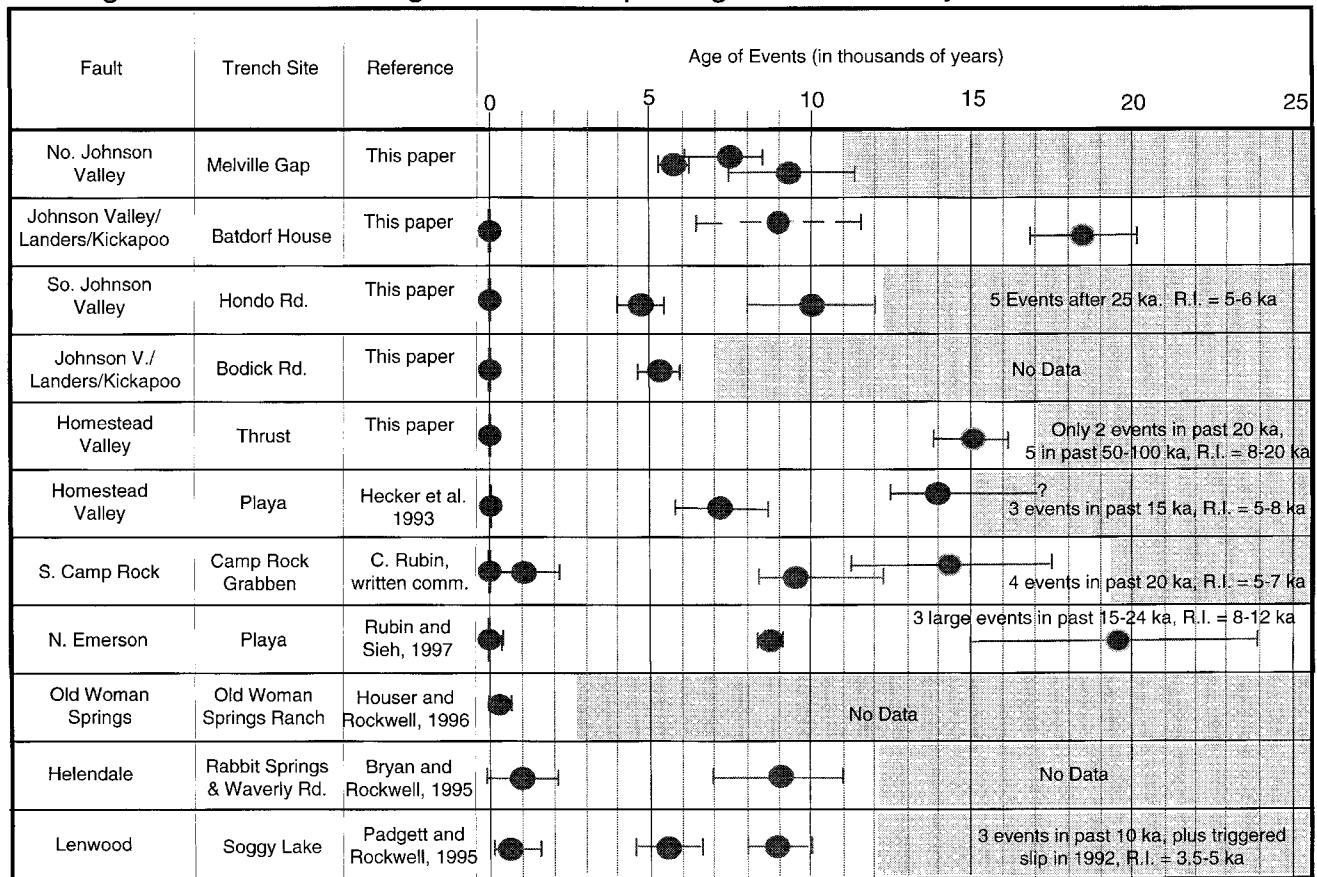 Fault Trench Site Reference Age of Events (in thousands of years)
0 5 10 15 20 25
No. Johnson
Valley
Melville Gap
This paper
Johnson Valley/
Landers/Kickapoo
Batdorf House
This paper
So. Johnson
Valley
Hondo Rd.
This paper
5 Events after 25 ka. R.I. = 5-6 ka
Johnson V./
Landers/Kickapoo
Bodick Rd.
This paper
No Data
Homestead
Valley
Thrust
This paper
Only 2 events in past 20 ka,
5 in past 50-100 ka, R.I. = 8-20 ka
Homestead
Valley
Playa
Hecker et al.
1993
?
3 events in past 15 ka, R.I. = 5-8 ka
S. Camp Rock
Camp Rock
Grabben
C. Rubin,
written comm.
4 events in past 20 ka, R.I. = 5-7 ka
N. Emerson
Playa
Rubin and
Sieh, 1997
3 large events in past 15-24 ka, R.I. = 8-12 ka
Old Woman
Springs
Old Woman
Springs Ranch
Houser and
Rockwell, 1996
No Data
Helendale
Rabbit Springs
& Waverly Rd.
Bryan and
Rockwell, 1995
No Data
Lenwood
Soggy Lake
Padgett and
Rockwell, 1995
3 events in past 10 ka, plus triggered
slip in 1992, R.I. = 3.5-5 ka